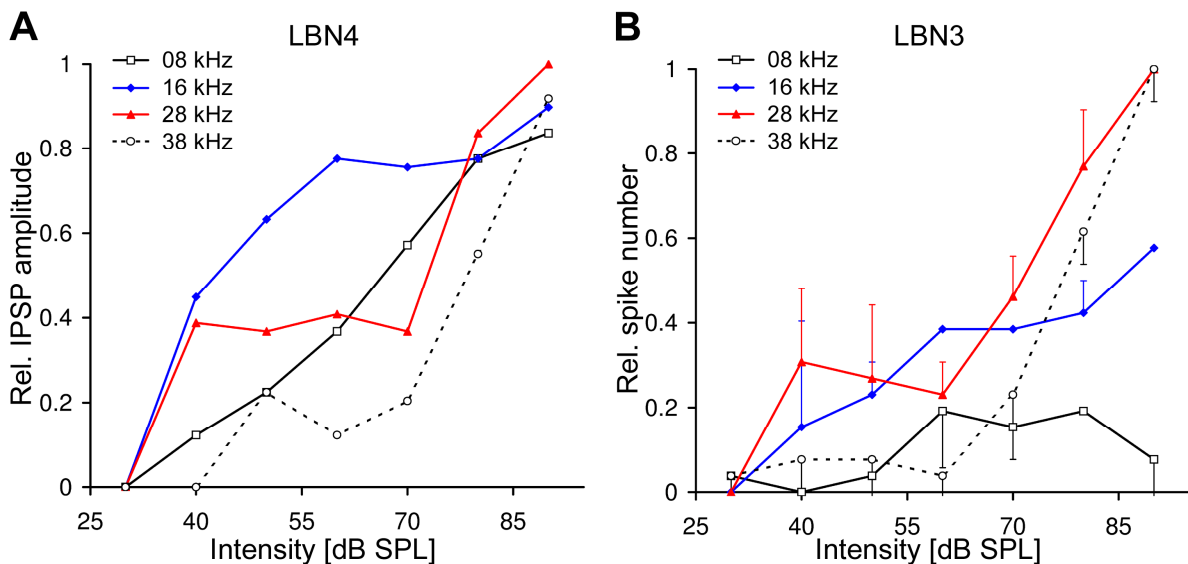 A
LBN4
08 kHz
16 kHz
28 kHz
38 kHz
Rel. IPSP amplitude
1
0.8
0.6
0.4
0.2
0
25
40
55
70
85
Intensity [dB SPL]
B
LBN3
08 kHz
16 kHz
28 kHz
38 kHz
Rel. spike number
1
0.8
0.6
0.4
0.2
0
25
40
55
70
85
Intensity [dB SPL]